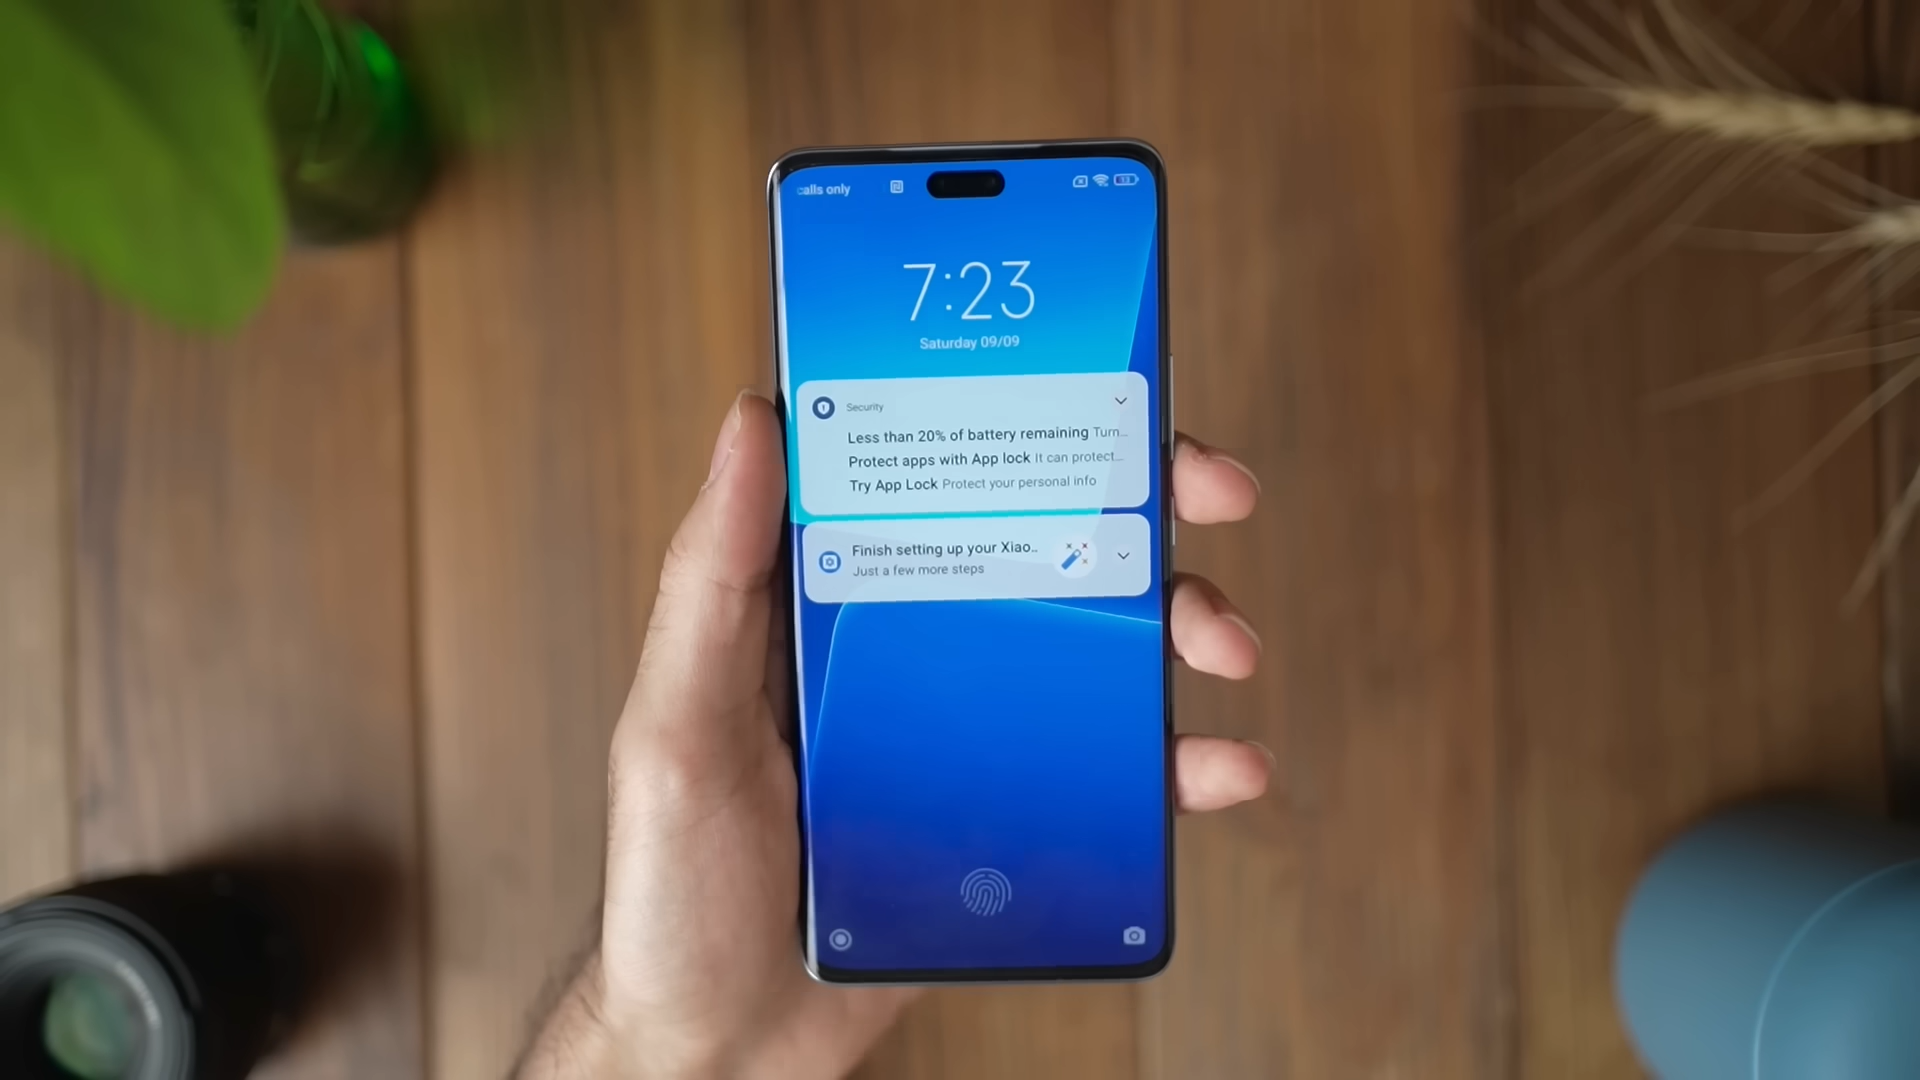 calls only
13
7:23
Saturday 09/09
Security
Less than 20% of battery remaining Turn...
Protect apps with App lock It can protect...
Try App Lock Protect your personal info
Finish setting up your Xiao..
Just a few more steps